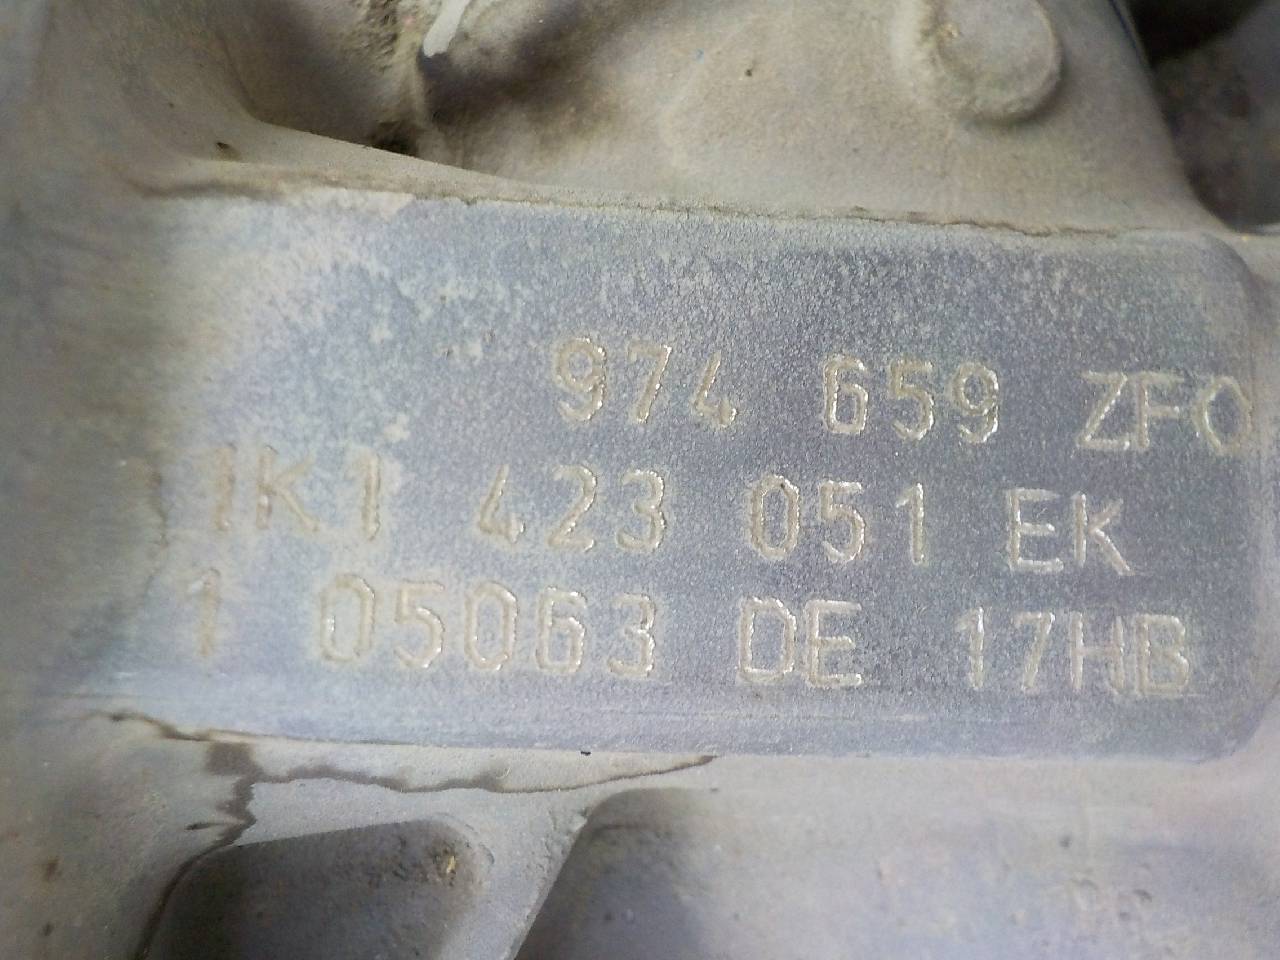 974 659 ZFO
1K1 423 051 EK
1 05063 DE 17HB